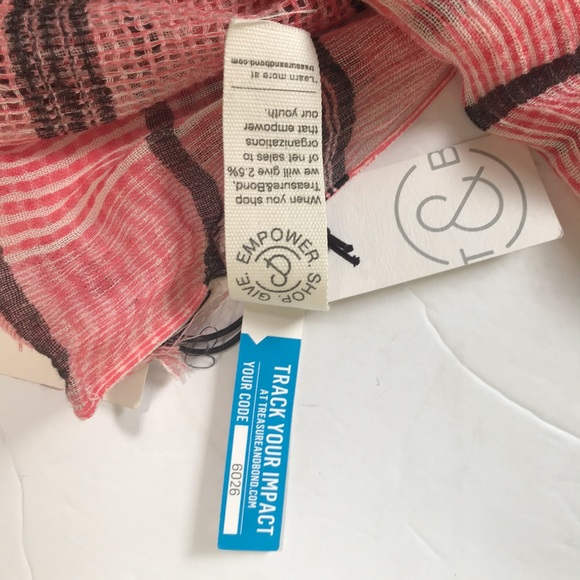 EMPOWER. SHOP. GIVE.
When you shop
Treasure&Bond,
we will give 2.5%
of net sales to
organizations
that empower
our youth.
*Learn more at
treasureandbond.com
T & B
TRACK YOUR IMPACT
AT TREASUREANDBOND.COM
YOUR CODE
6026